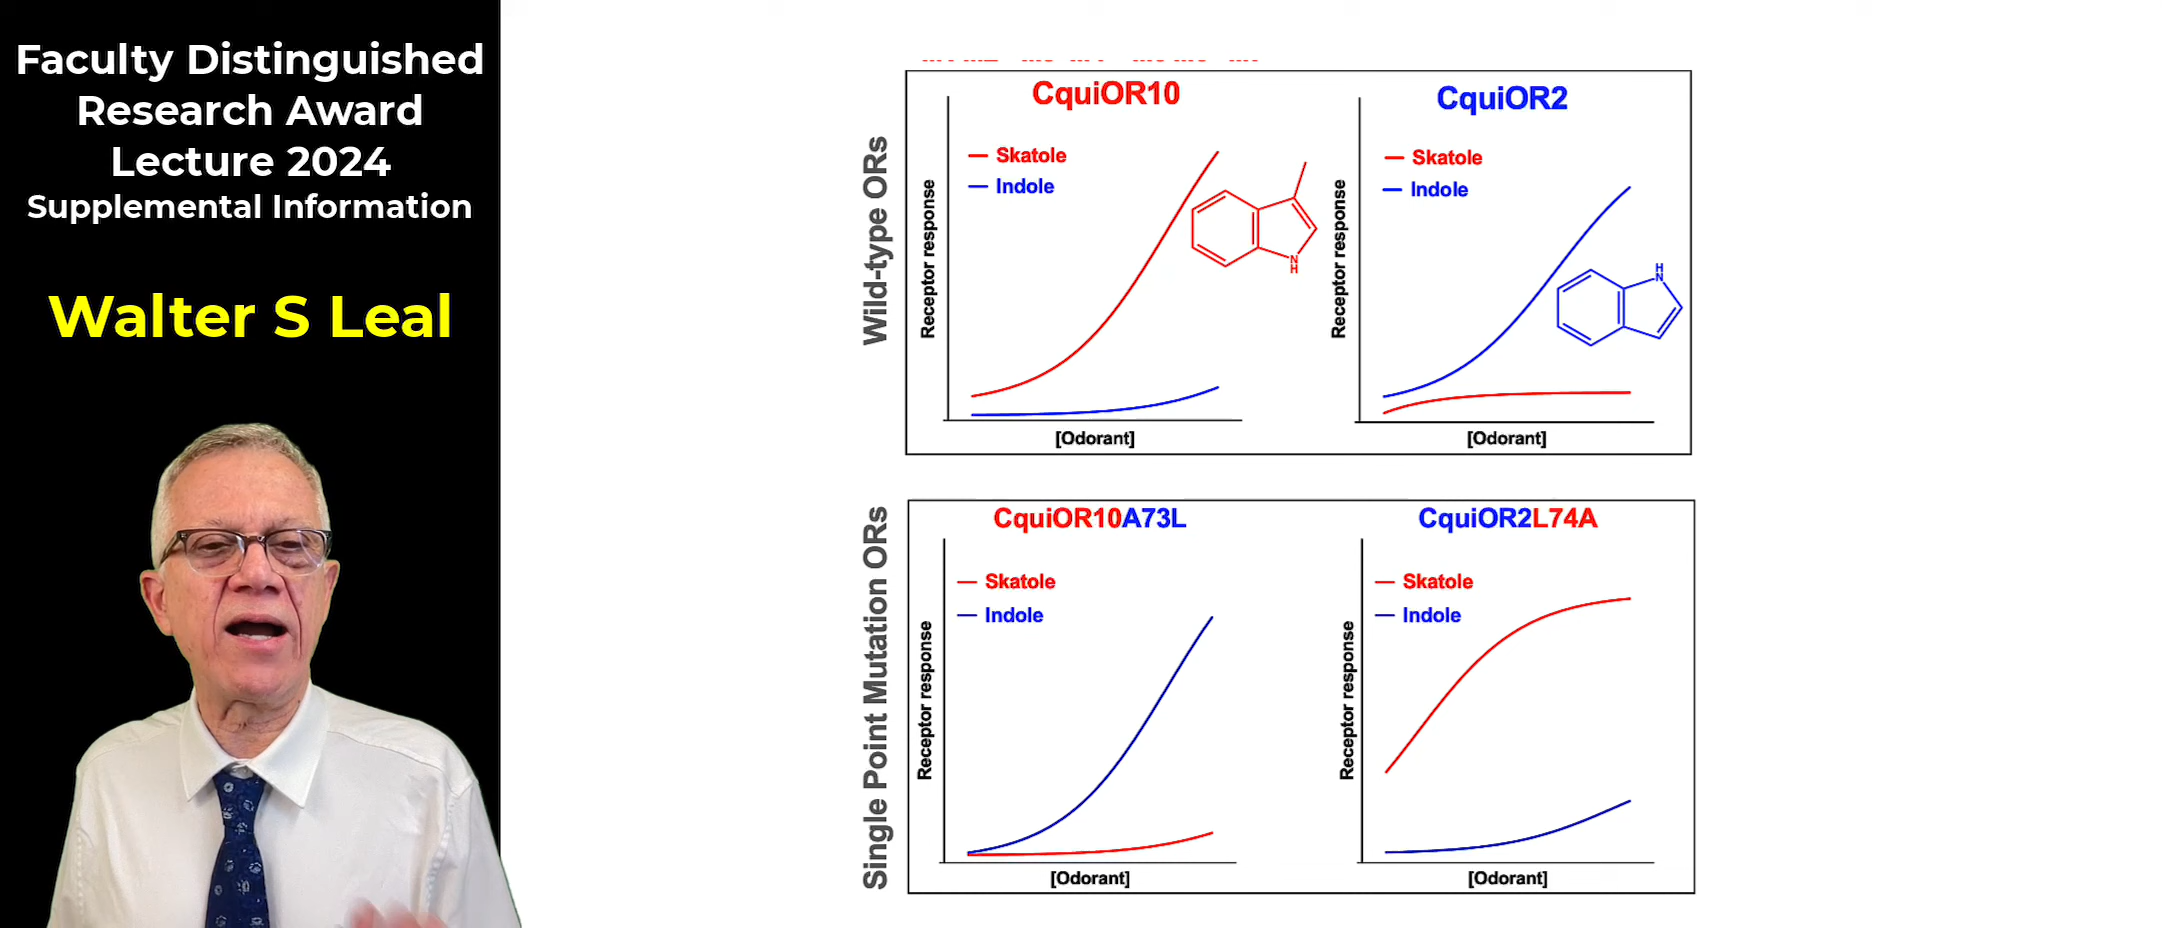 Faculty Distinguished
Research Award
Lecture 2024
Supplemental Information
Walter S Leal
Wild-type ORs
CquiOR10
Skatole
Indole
Receptor response
[Odorant]
N
H
CquiOR2
Skatole
Indole
Receptor response
[Odorant]
H
N
Single Point Mutation ORs
CquiOR10A73L
Skatole
Indole
Receptor response
[Odorant]
CquiOR2L74A
Skatole
Indole
Receptor response
[Odorant]